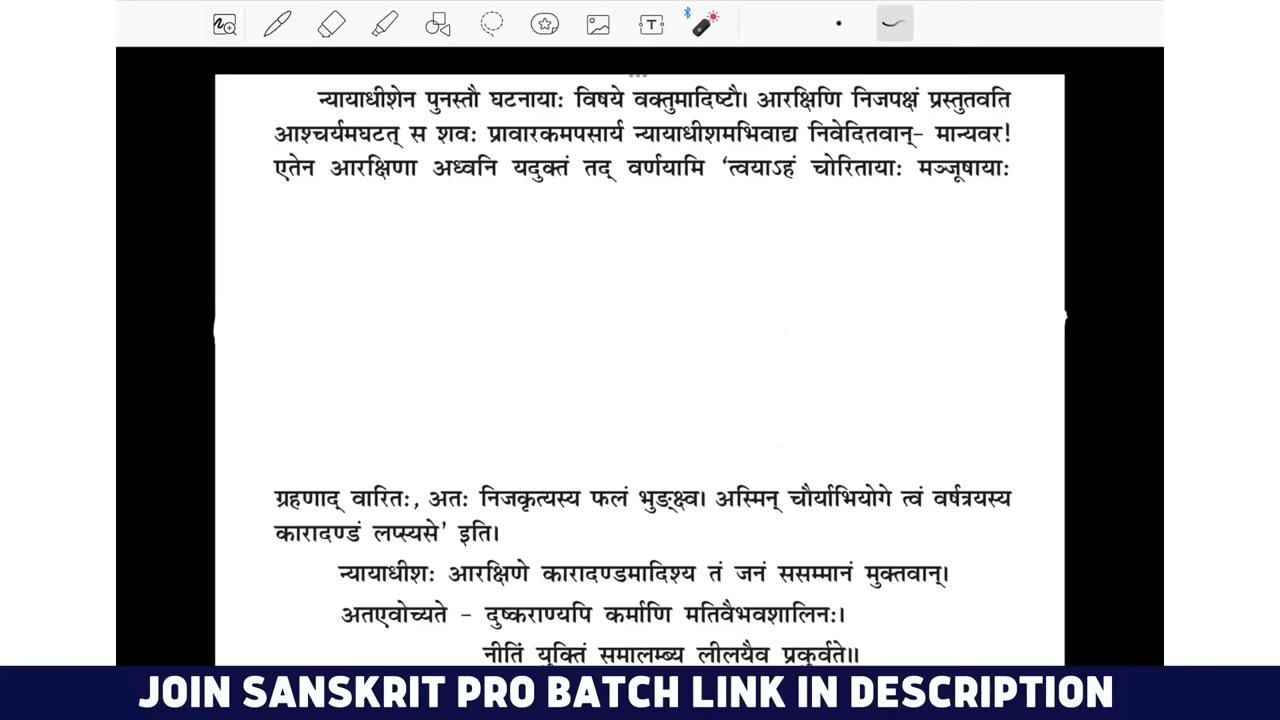 न्यायाधीशेन पुनस्तौ घटनायाः विषये वक्तुमादिष्टौ। आरक्षिणि निजपक्षं प्रस्तुतवति
आश्चर्यमघटत् स शवः प्रावारकमपसार्य न्यायाधीशमभिवाद्य निवेदितवान्- मान्यवर!
एतेन आरक्षिणा अध्वनि यदुक्तं तद् वर्णयामि ‘त्वयाऽहं चोरितायाः मञ्जूषायाः
ग्रहणाद् वारितः, अतः निजकृत्यस्य फलं भुङ्क्ष्व। अस्मिन् चौर्याभियोगे त्वं वर्षत्रयस्य
कारादण्डं लप्स्यसे’ इति।
न्यायाधीशः आरक्षिणे कारादण्डमादिश्य तं जनं ससम्मानं मुक्तवान्।
अतएवोच्यते - दुष्कराण्यपि कर्माणि मतिवैभवशालिनः।
नीतिं युक्तिं समालम्ब्य लीलयैव प्रकुर्वते॥
JOIN SANSKRIT PRO BATCH LINK IN DESCRIPTION